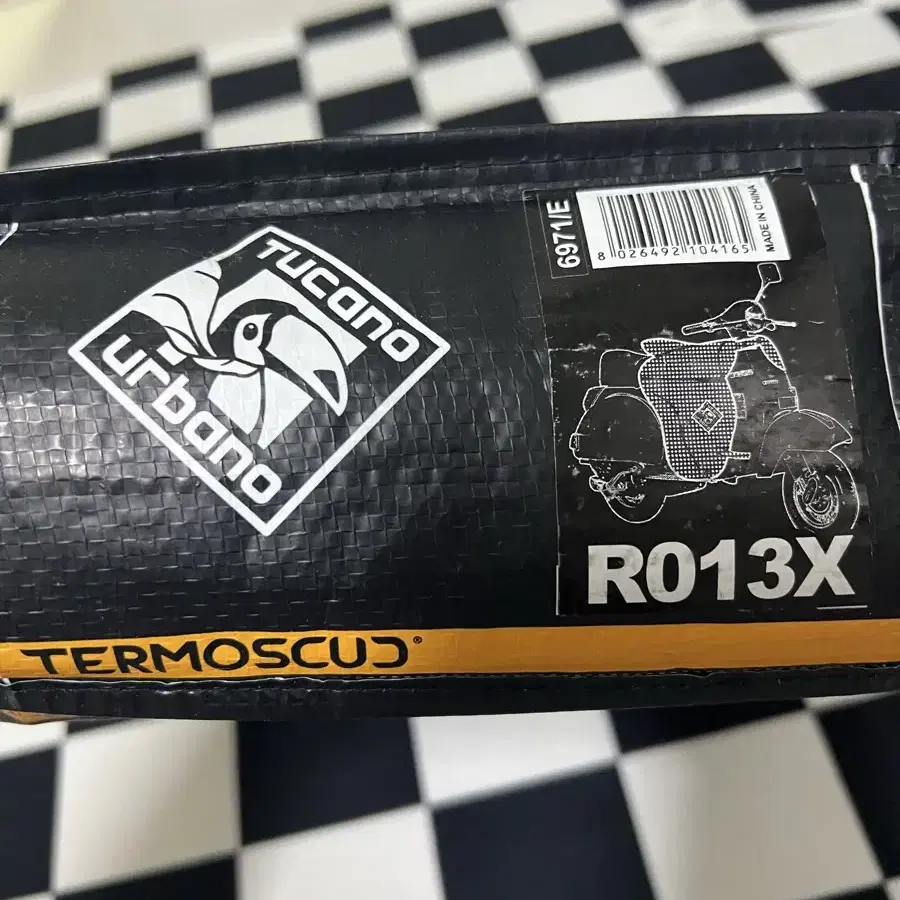 TUCANO
urbano
6971/E
8 026492 104165
MADE IN CHINA
R013X
TERMOSCUD®